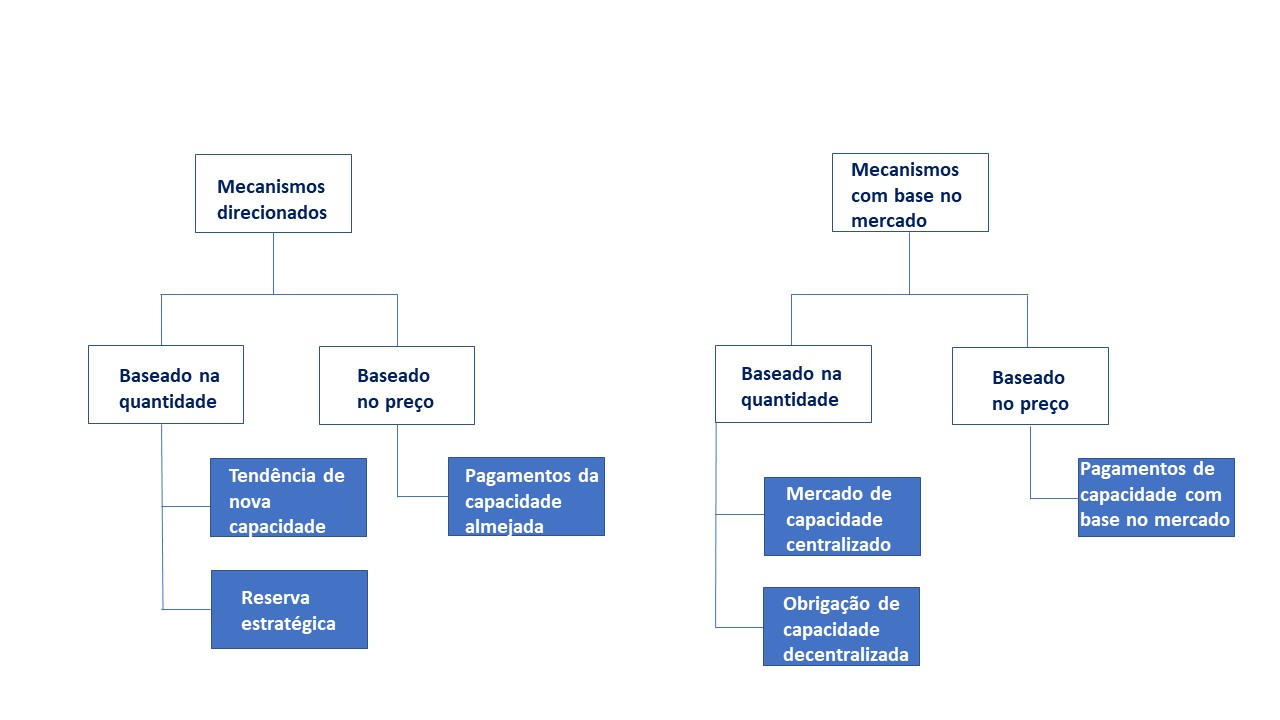 Mecanismos
direcionados
Baseado na
quantidade
Baseado
no preço
Tendência de
nova
capacidade
Pagamentos da
capacidade
almejada
Reserva
estratégica
Mecanismos
com base no
mercado
Baseado na
quantidade
Baseado
no preço
Mercado de
capacidade
centralizado
Pagamentos de
capacidade com
base no mercado
Obrigação de
capacidade
decentralizada